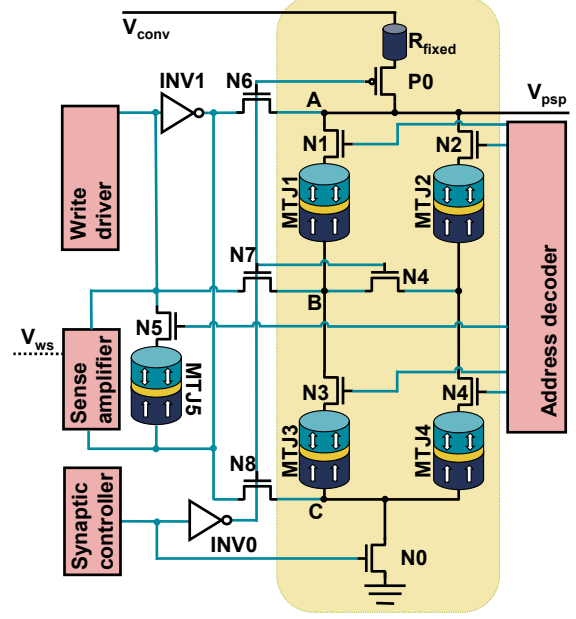 V_conv
R_fixed
INV1
N6
P0
A
V_psp
N1
N2
Write driver
MTJ1
MTJ2
N7
N4
B
Address decoder
V_ws
N5
Sense amplifier
MTJ5
N3
N4
MTJ3
MTJ4
N8
C
Synaptic controller
INV0
N0